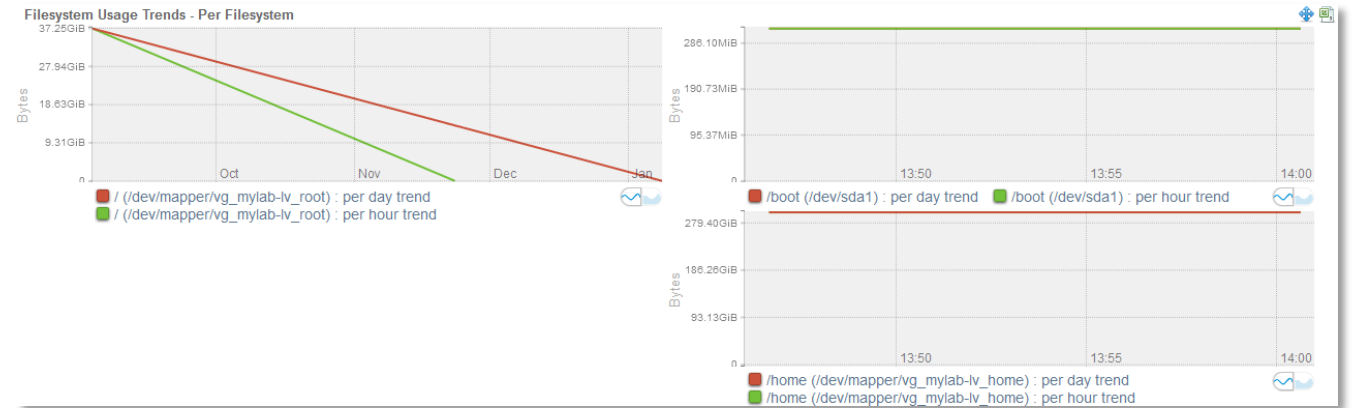 Filesystem Usage Trends - Per Filesystem
37.25GiB
27.94GiB
18.63GiB
9.31GiB
0
Bytes
Oct Nov Dec Jan
/ (/dev/mapper/vg_mylab-lv_root) : per day trend
/ (/dev/mapper/vg_mylab-lv_root) : per hour trend
286.10MiB
190.73MiB
95.37MiB
0
Bytes
13:50 13:55 14:00
/boot (/dev/sda1) : per day trend /boot (/dev/sda1) : per hour trend
279.40GiB
186.26GiB
93.13GiB
0
Bytes
13:50 13:55 14:00
/home (/dev/mapper/vg_mylab-lv_home) : per day trend
/home (/dev/mapper/vg_mylab-lv_home) : per hour trend